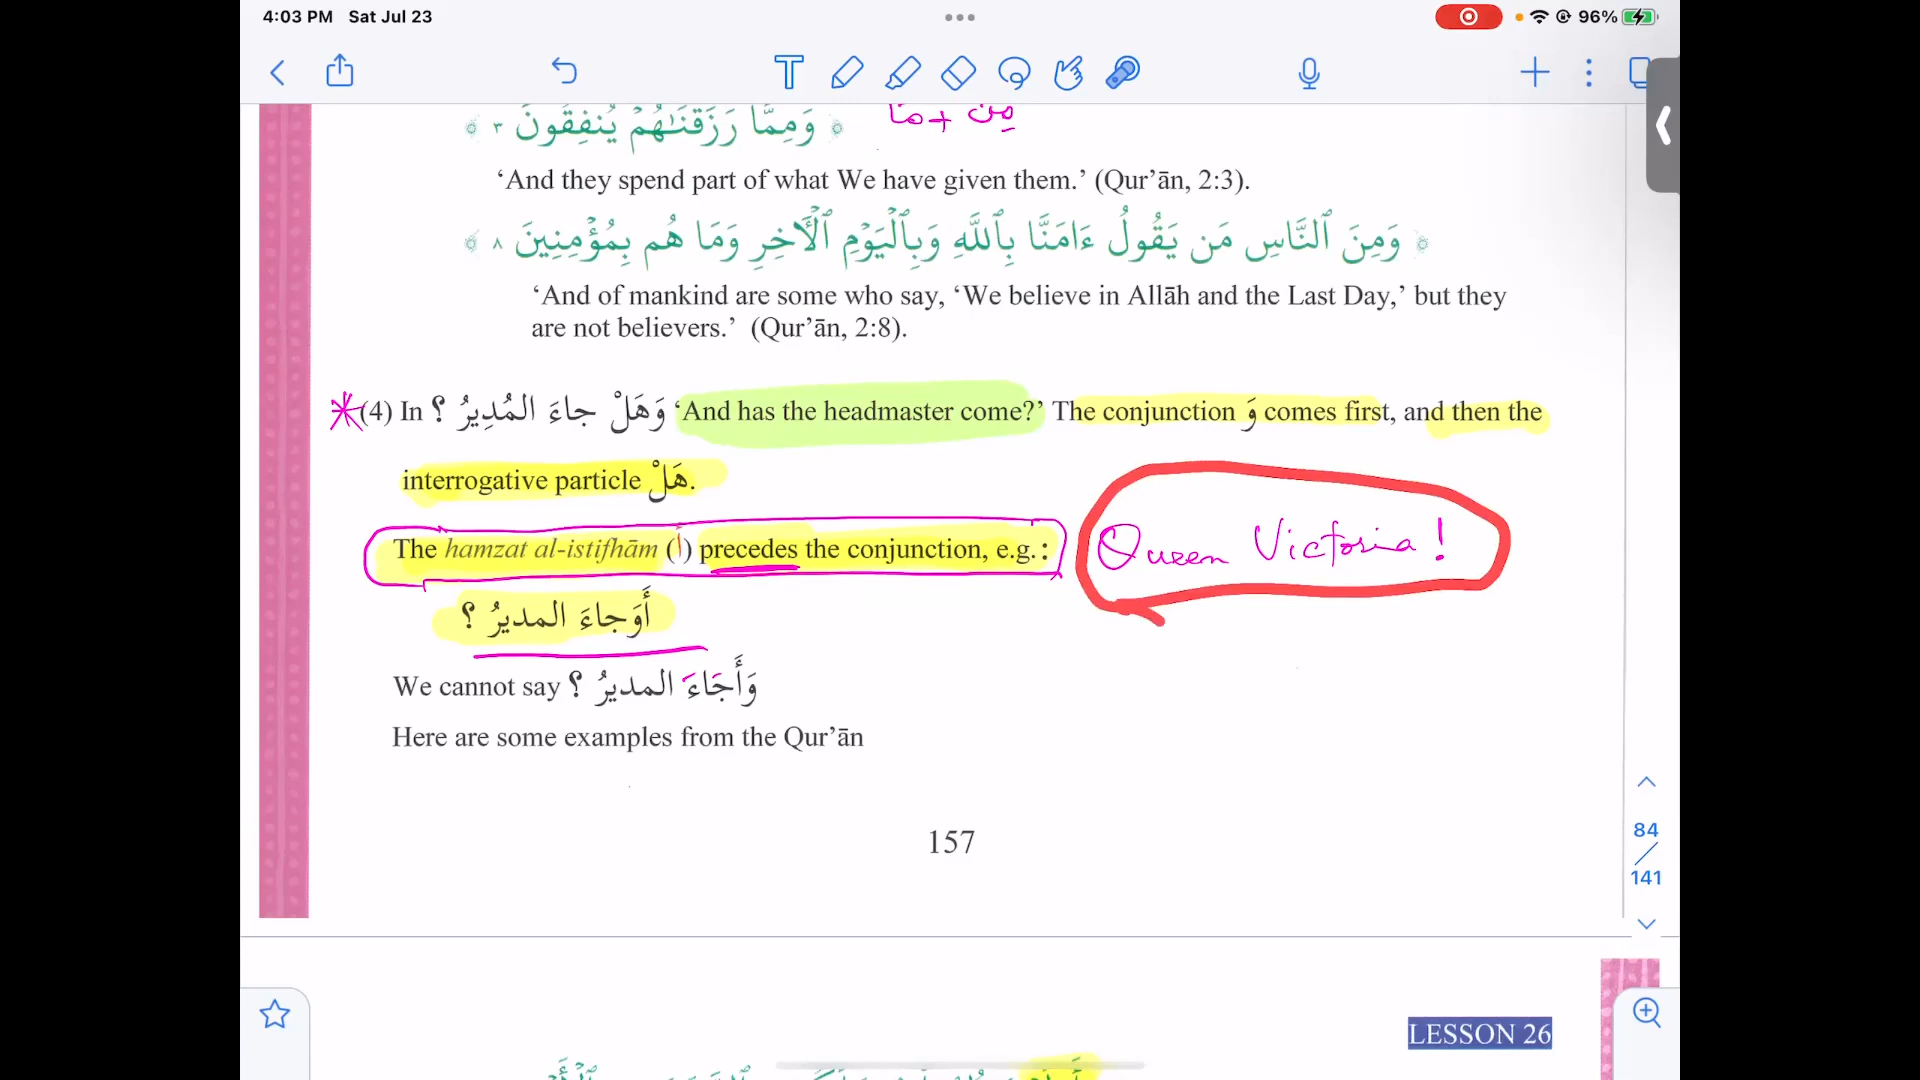 4:03 PM Sat Jul 23
96%
من + ما
﴿ وَمِمَّا رَزَقْنَٰهُمْ يُنفِقُونَ ٣ ﴾
‘And they spend part of what We have given them.’ (Qur’ān, 2:3).
﴿ وَمِنَ ٱلنَّاسِ مَن يَقُولُ ءَامَنَّا بِٱللَّهِ وَبِٱلْيَوْمِ ٱلْأَخِرِ وَمَا هُم بِمُؤْمِنِينَ ٨ ﴾
‘And of mankind are some who say, ‘We believe in Allāh and the Last Day,’ but they
are not believers.’ (Qur’ān, 2:8).
(4) In وَهَلْ جاءَ المُدِيرُ ؟ ‘And has the headmaster come?’ The conjunction وَ comes first, and then the
interrogative particle هَلْ.
The hamzat al-istifhām (أ) precedes the conjunction, e.g.:
Queen Victoria !
أَوَجاءَ المديرُ ؟
We cannot say وَأَجَاءَ المديرُ ؟
Here are some examples from the Qur’ān
157
84
141
LESSON 26